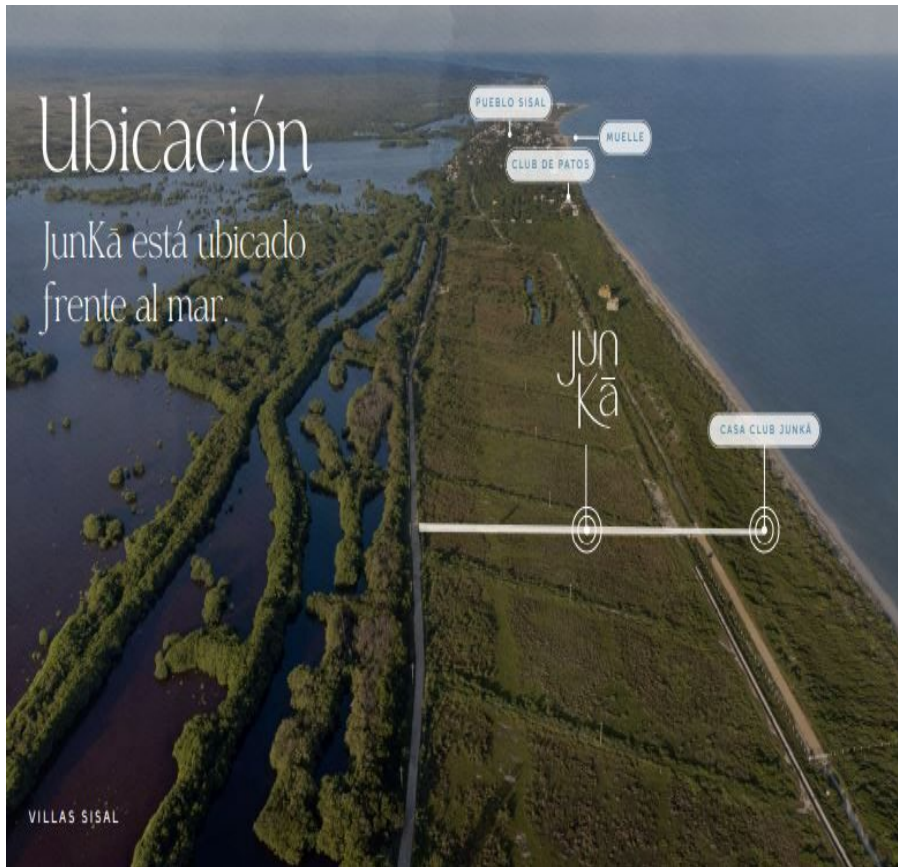 Ubicación
JunKā está ubicado
frente al mar.
PUEBLO SISAL
MUELLE
CLUB DE PATOS
Jun
Kā
CASA CLUB JUNKÁ
VILLAS SISAL